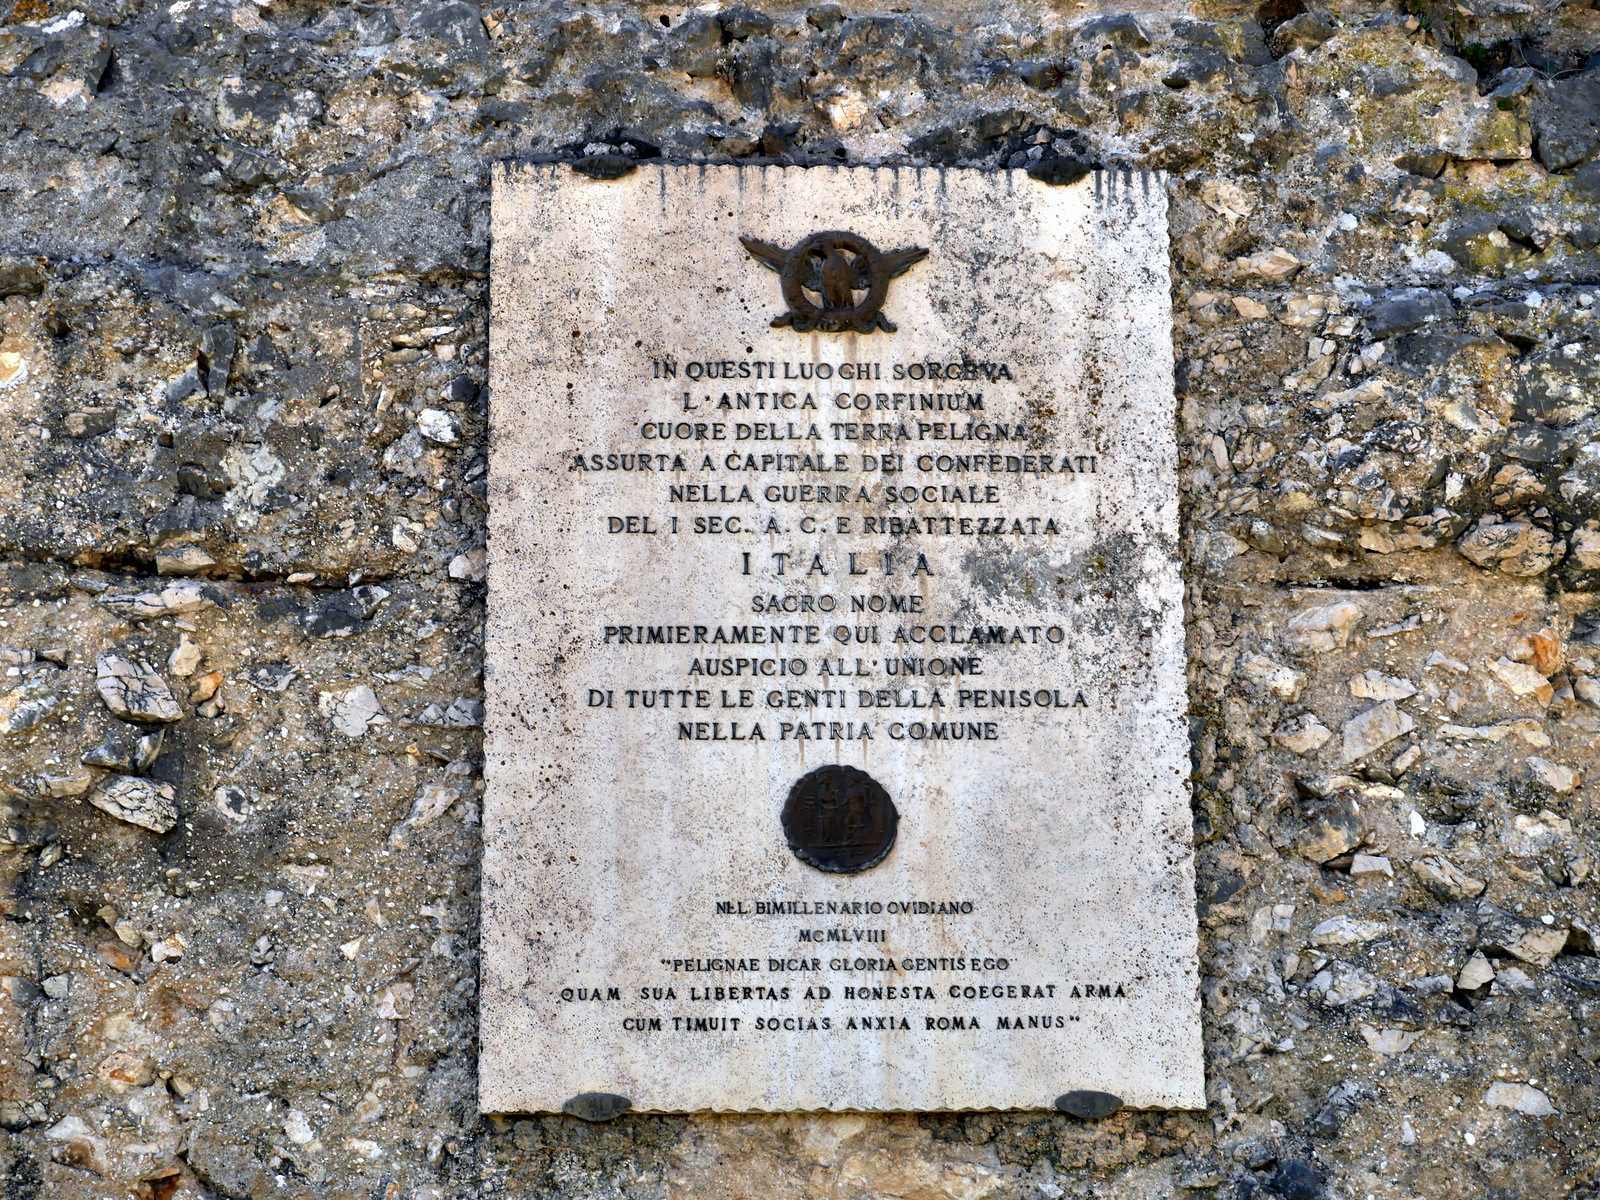 IN QUESTI LUOGHI SORGEVA
L'ANTICA CORFINIUM
CUORE DELLA TERRA PELIGNA
ASSURTA A CAPITALE DEI CONFEDERATI
NELLA GUERRA SOCIALE
DEL I SEC. A. C. E RIBATTEZZATA
ITALIA
SACRO NOME
PRIMIERAMENTE QUI ACCLAMATO
AUSPICIO ALL'UNIONE
DI TUTTE LE GENTI DELLA PENISOLA
NELLA PATRIA COMUNE
NEL BIMILLENARIO OVIDIANO
MCMLVIII
"PELIGNAE DICAR GLORIA GENTIS EGO
QUAM SUA LIBERTAS AD HONESTA COEGERAT ARMA
CUM TIMUIT SOCIAS ANXIA ROMA MANUS"